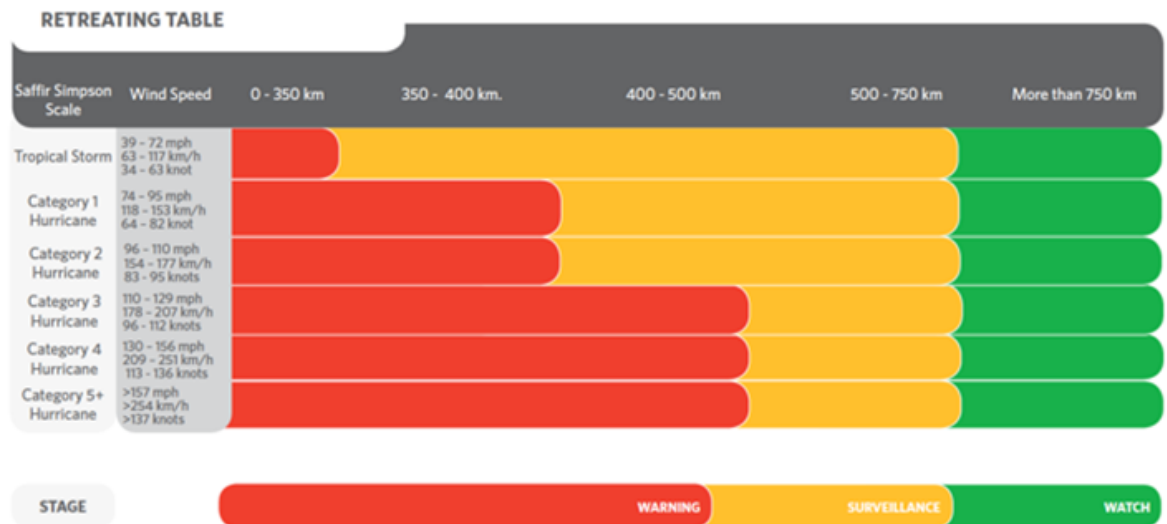 RETREATING TABLE
Saffir Simpson Scale Wind Speed 0 - 350 km 350 - 400 km. 400 - 500 km 500 - 750 km More than 750 km
Tropical Storm
39 - 72 mph
63 - 117 km/h
34 - 63 knot
Category 1
Hurricane
74 - 95 mph
118 - 153 km/h
64 - 82 knot
Category 2
Hurricane
96 - 110 mph
154 - 177 km/h
83 - 95 knots
Category 3
Hurricane
110 - 129 mph
178 - 207 km/h
96 - 112 knots
Category 4
Hurricane
130 - 156 mph
209 - 251 km/h
113 - 136 knots
Category 5+
Hurricane
>157 mph
>254 km/h
>137 knots
STAGE WARNING SURVEILLANCE WATCH